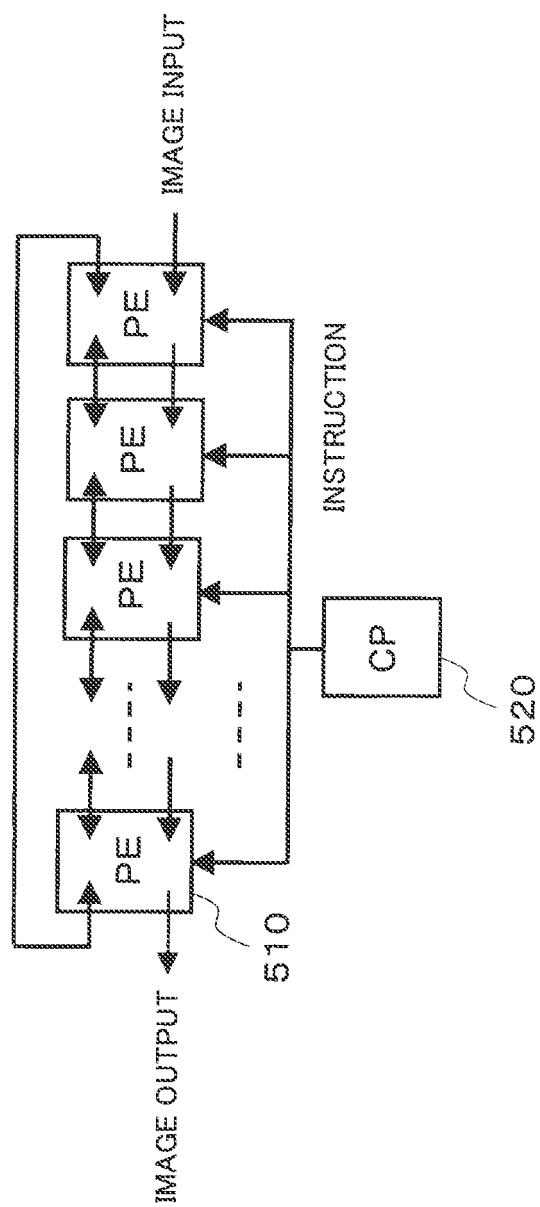 IMAGE OUTPUT
PE
PE
PE
PE
IMAGE INPUT
510
INSTRUCTION
CP
520